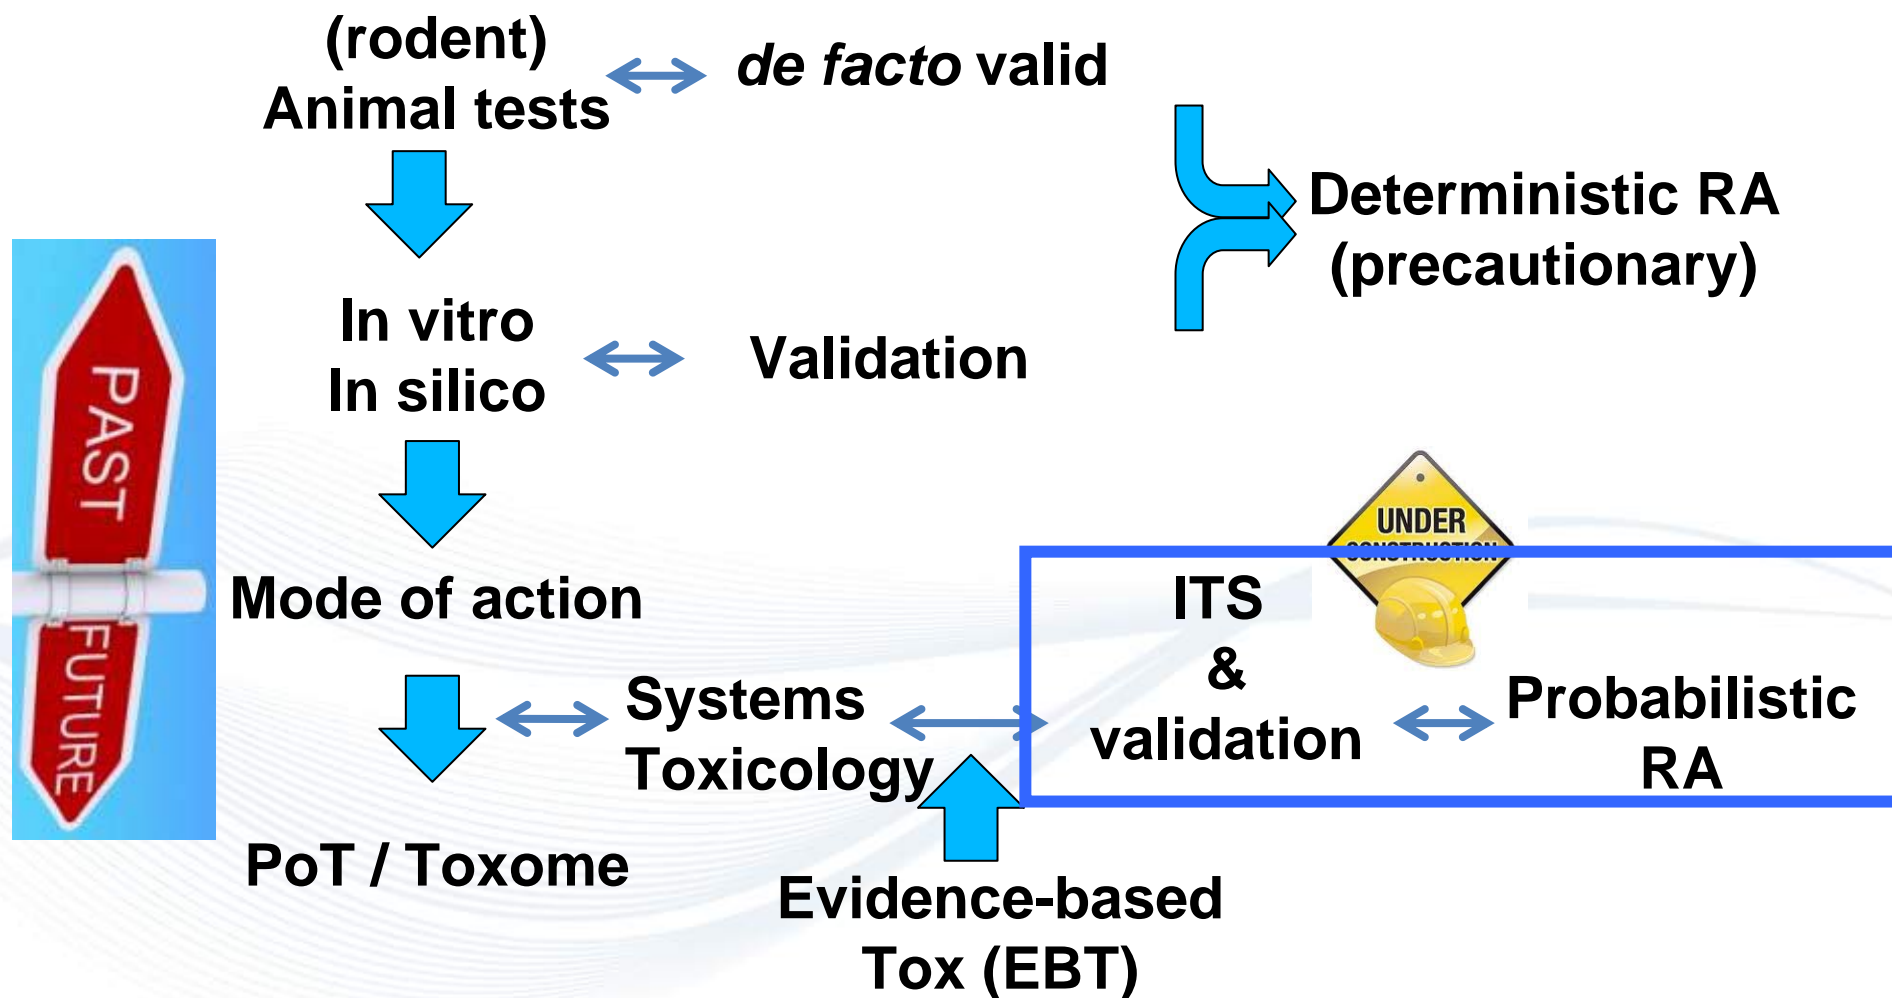 (rodent)
Animal tests
de facto valid
Deterministic RA
(precautionary)
In vitro
In silico
Validation
PAST
FUTURE
UNDER
CONSTRUCTION
Mode of action
ITS
&
validation
Probabilistic
RA
Systems
Toxicology
PoT / Toxome
Evidence-based
Tox (EBT)